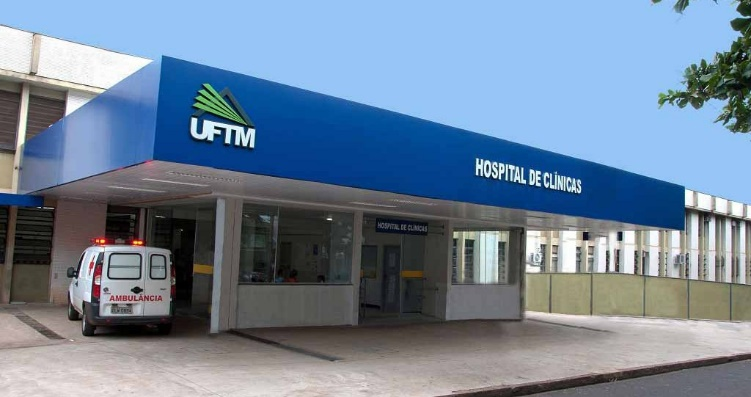 UFTM
HOSPITAL DE CLÍNICAS
HOSPITAL DE CLÍNICAS
AMBULÂNCIA